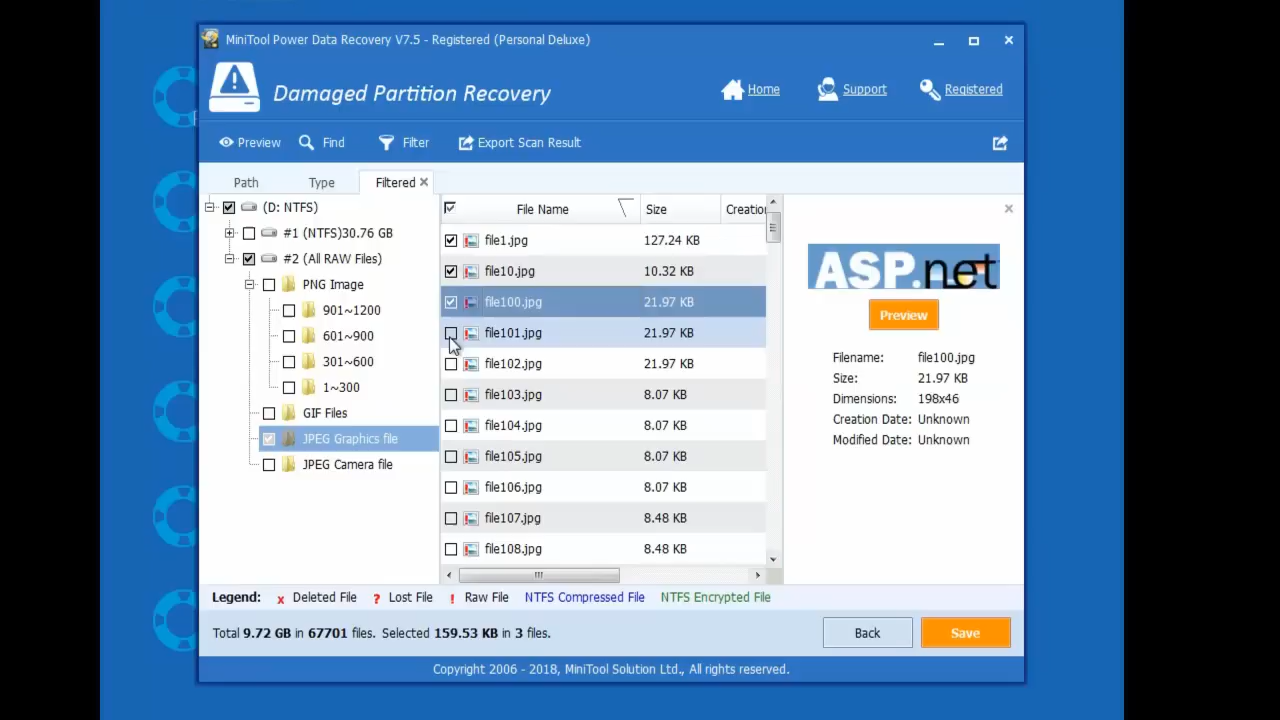 MiniTool Power Data Recovery V7.5 - Registered (Personal Deluxe)
Damaged Partition Recovery
Home
Support
Registered
Preview
Find
Filter
Export Scan Result
Path
Type
Filtered
(D: NTFS)
#1 (NTFS)30.76 GB
#2 (All RAW Files)
PNG Image
901~1200
601~900
301~600
1~300
GIF Files
JPEG Graphics file
JPEG Camera file
File Name Size Creatio
file1.jpg 127.24 KB
file10.jpg 10.32 KB
file100.jpg 21.97 KB
file101.jpg 21.97 KB
file102.jpg 21.97 KB
file103.jpg 8.07 KB
file104.jpg 8.07 KB
file105.jpg 8.07 KB
file106.jpg 8.07 KB
file107.jpg 8.48 KB
file108.jpg 8.48 KB
ASP.net
Preview
Filename: file100.jpg
Size: 21.97 KB
Dimensions: 198x46
Creation Date: Unknown
Modified Date: Unknown
Legend: x Deleted File ? Lost File ! Raw File NTFS Compressed File NTFS Encrypted File
Total 9.72 GB in 67701 files. Selected 159.53 KB in 3 files.
Back
Save
Copyright 2006 - 2018, MiniTool Solution Ltd., All rights reserved.